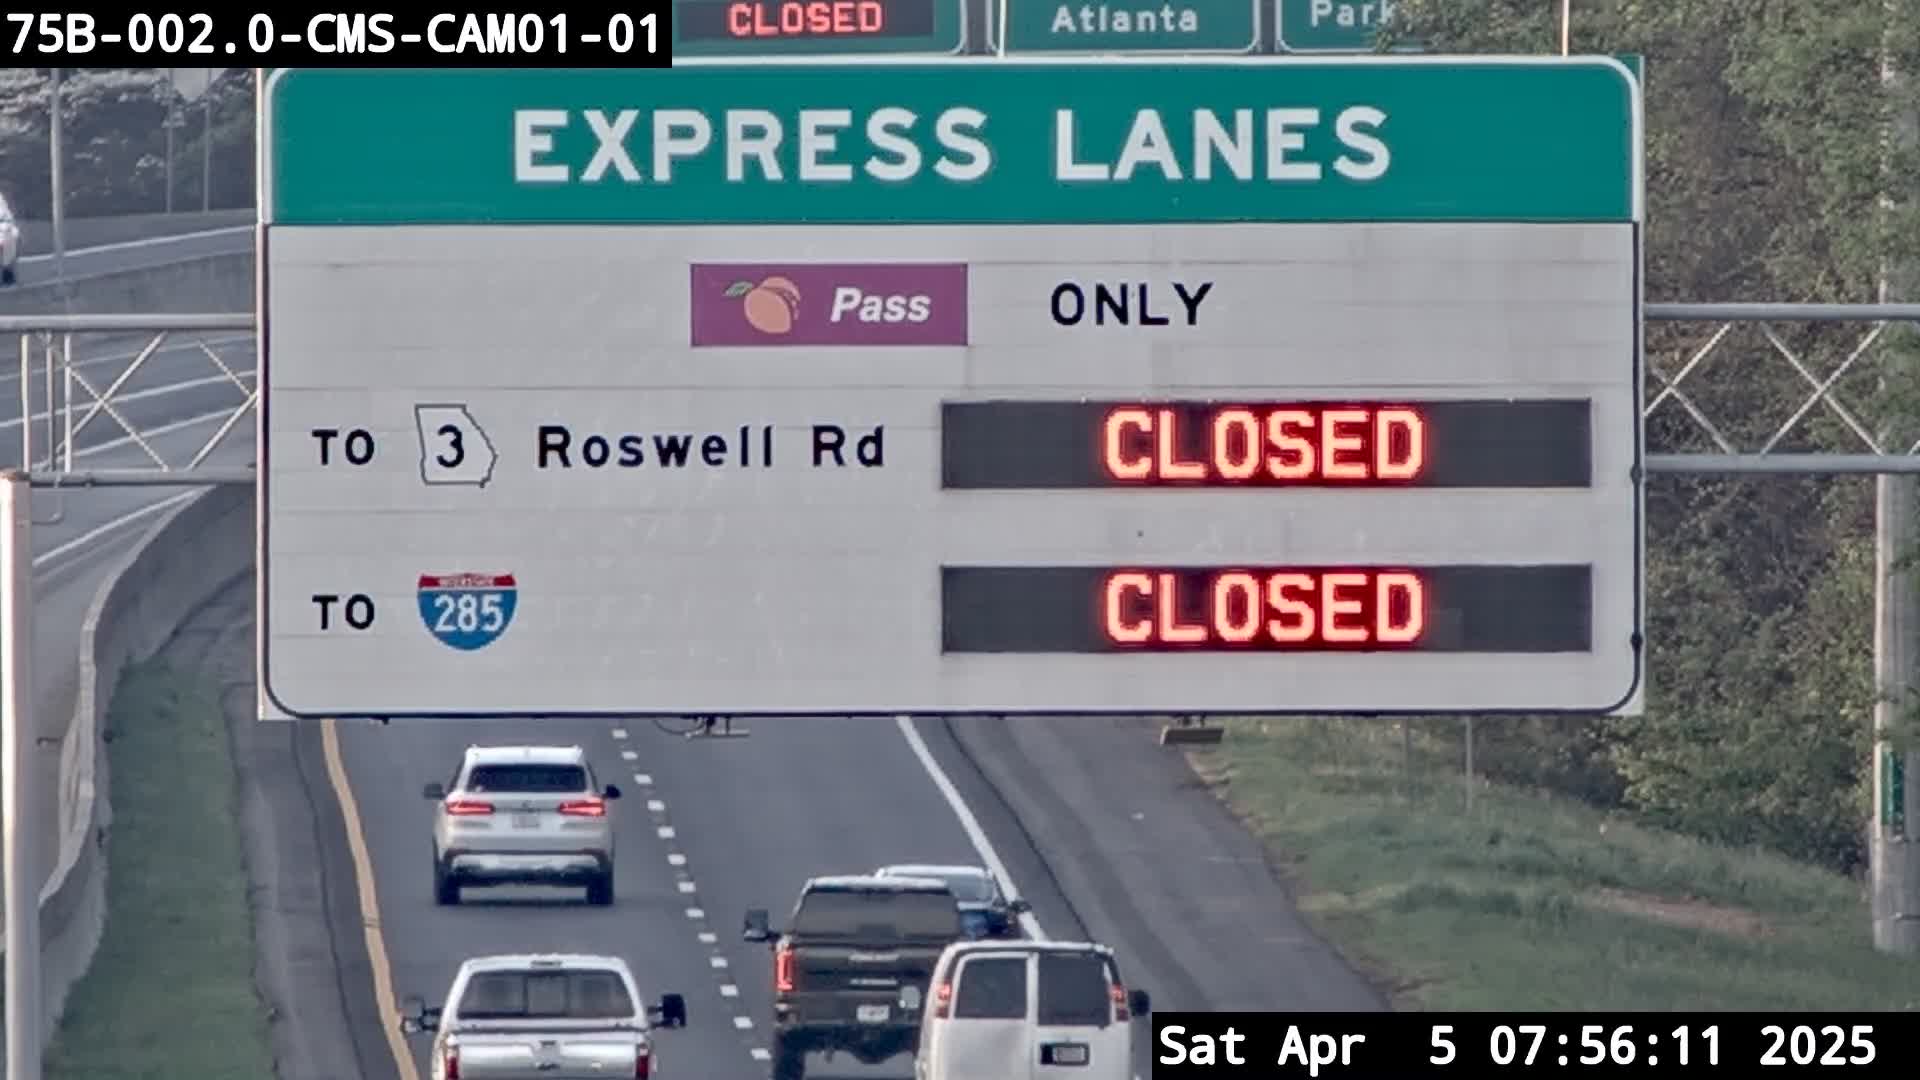 75B-002.0-CMS-CAM01-01
CLOSED
Atlanta
Park
EXPRESS LANES
Pass ONLY
TO 3 Roswell Rd CLOSED
INTERSTATE
TO 285 CLOSED
Sat Apr 5 07:56:11 2025